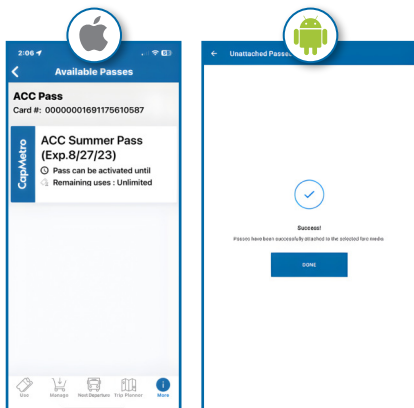 2:06
Available Passes
ACC Pass
Card #: 00000001691175610587
CapMetro
ACC Summer Pass
(Exp.8/27/23)
Pass can be activated until
Remaining uses : Unlimited
Use
Manage
Next Departure
Trip Planner
More
Unattached Passes
Success!
Passes have been successfully attached to the selected fare media
DONE